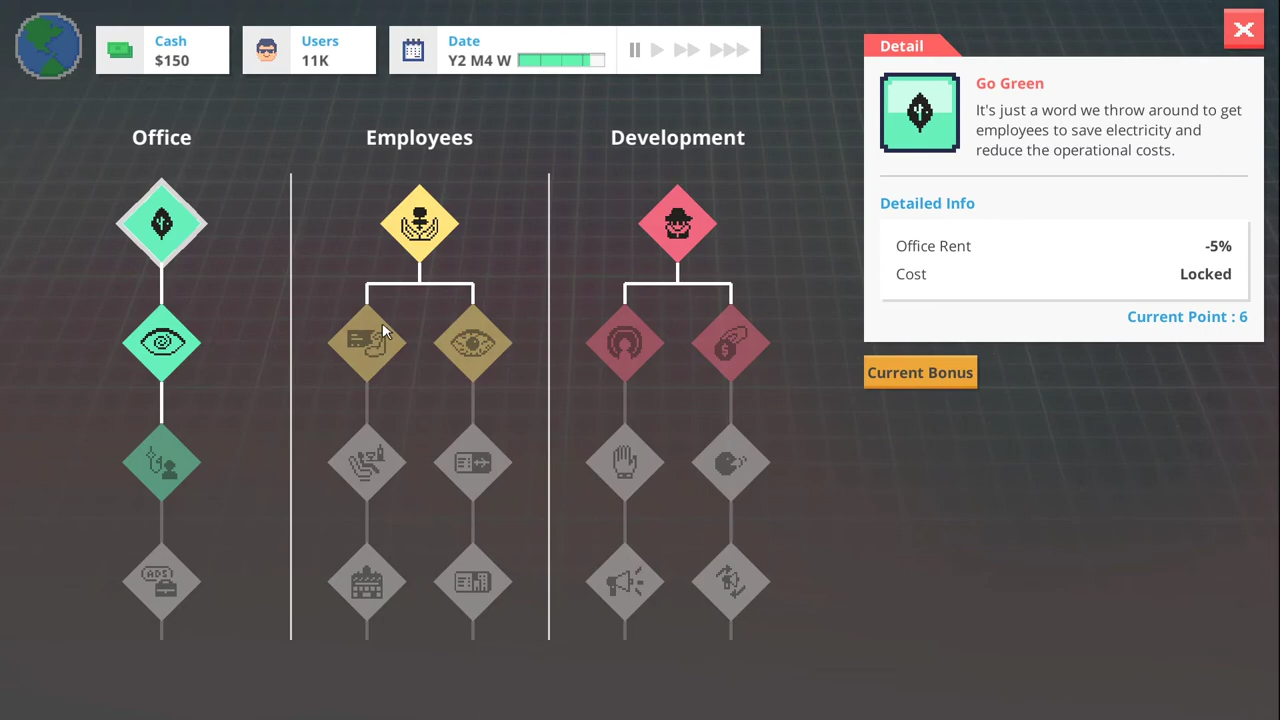 Cash
$150
Users
11K
Date
Y2 M4 W
Detail
Go Green
It's just a word we throw around to get
employees to save electricity and
reduce the operational costs.
Detailed Info
Office Rent -5%
Cost Locked
Current Point : 6
Current Bonus
Office
Employees
Development
ADS